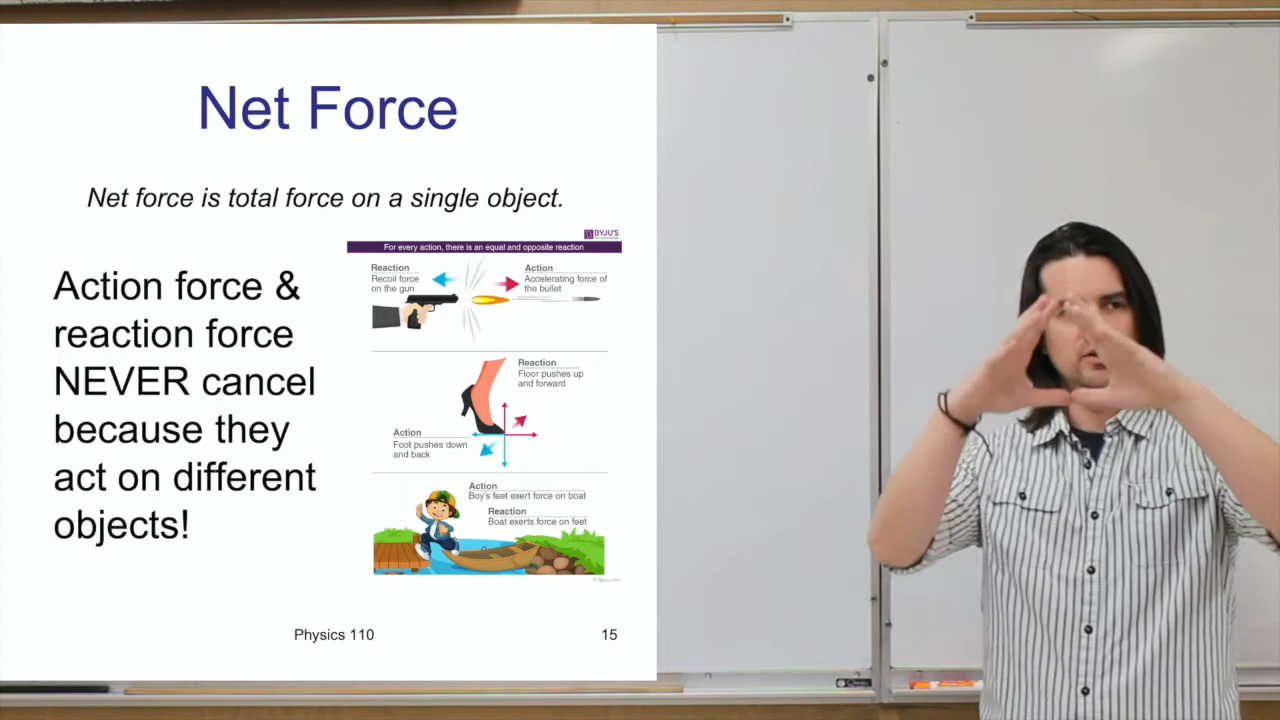 Net Force
Net force is total force on a single object.
Action force &
reaction force
NEVER cancel
because they
act on different
objects!
BYJU'S
For every action, there is an equal and opposite reaction
Reaction
Recoil force
on the gun
Action
Accelerating force of
the bullet
Reaction
Floor pushes up
and forward
Action
Foot pushes down
and back
Action
Boy's feet exert force on boat
Reaction
Boat exerts force on feet
© Byjus.com
Physics 110
15